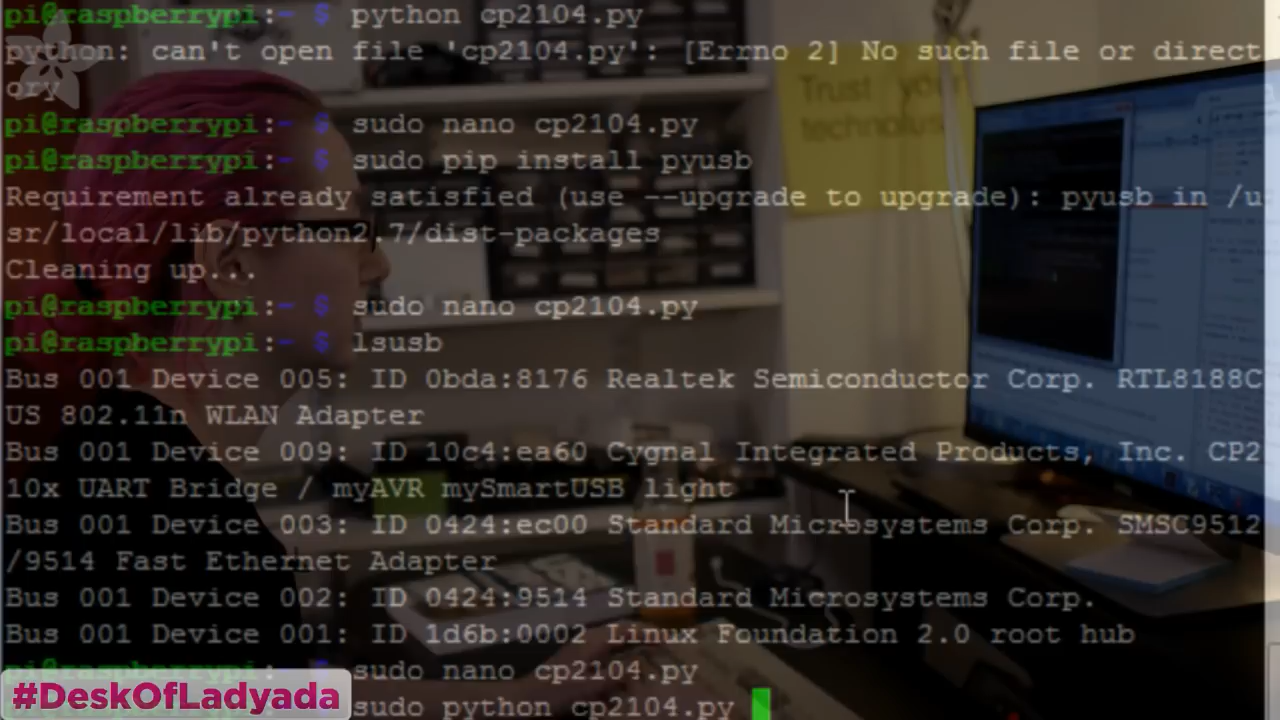 pi@raspberrypi:~ $ python cp2104.py
python: can't open file 'cp2104.py': [Errno 2] No such file or direct
ory
pi@raspberrypi:~ $ sudo nano cp2104.py
pi@raspberrypi:~ $ sudo pip install pyusb
Requirement already satisfied (use --upgrade to upgrade): pyusb in /u
sr/local/lib/python2.7/dist-packages
Cleaning up...
pi@raspberrypi:~ $ sudo nano cp2104.py
pi@raspberrypi:~ $ lsusb
Bus 001 Device 005: ID 0bda:8176 Realtek Semiconductor Corp. RTL8188C
US 802.11n WLAN Adapter
Bus 001 Device 009: ID 10c4:ea60 Cygnal Integrated Products, Inc. CP2
10x UART Bridge / myAVR mySmartUSB light
Bus 001 Device 003: ID 0424:ec00 Standard Microsystems Corp. SMSC9512
/9514 Fast Ethernet Adapter
Bus 001 Device 002: ID 0424:9514 Standard Microsystems Corp.
Bus 001 Device 001: ID 1d6b:0002 Linux Foundation 2.0 root hub
pi@raspberrypi:~ $ sudo nano cp2104.py
sudo python cp2104.py
#DeskOfLadyada
Trust your